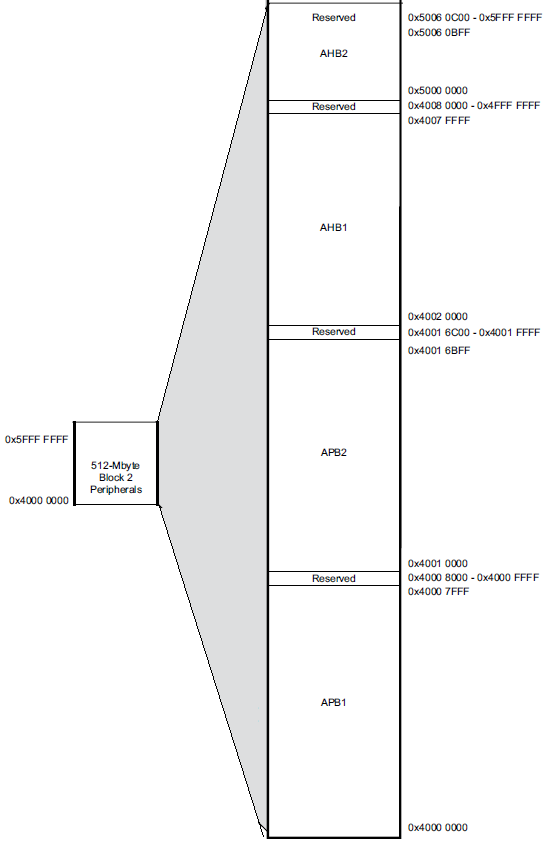 Reserved
0x5006 0C00 - 0x5FFF FFFF
0x5006 0BFF
AHB2
0x5000 0000
Reserved
0x4008 0000 - 0x4FFF FFFF
0x4007 FFFF
AHB1
0x4002 0000
Reserved
0x4001 6C00 - 0x4001 FFFF
0x4001 6BFF
0x5FFF FFFF
512-Mbyte
Block 2
Peripherals
0x4000 0000
APB2
0x4001 0000
Reserved
0x4000 8000 - 0x4000 FFFF
0x4000 7FFF
APB1
0x4000 0000